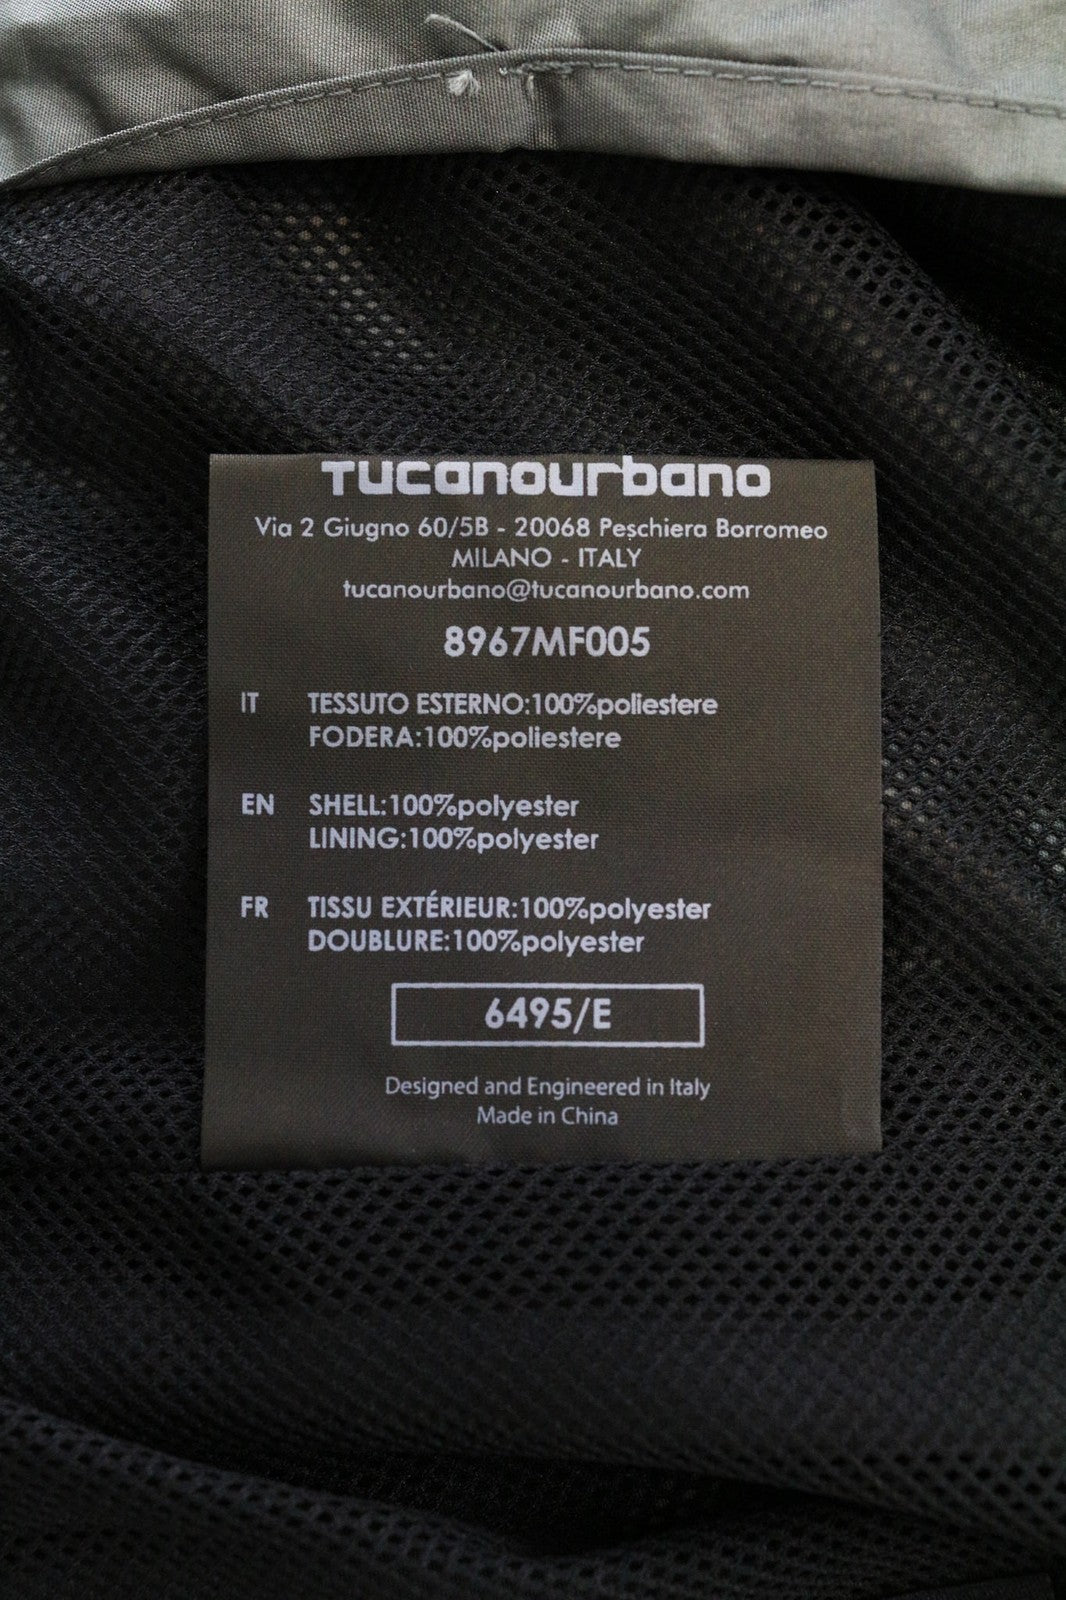 Tucanourbano
Via 2 Giugno 60/5B - 20068 Peschiera Borromeo
MILANO - ITALY
tucanourbano@tucanourbano.com
8967MF005
IT TESSUTO ESTERNO:100%poliestere
FODERA:100%poliestere
EN SHELL:100%polyester
LINING:100%polyester
FR TISSU EXTÉRIEUR:100%polyester
DOUBLURE:100%polyester
6495/E
Designed and Engineered in Italy
Made in China